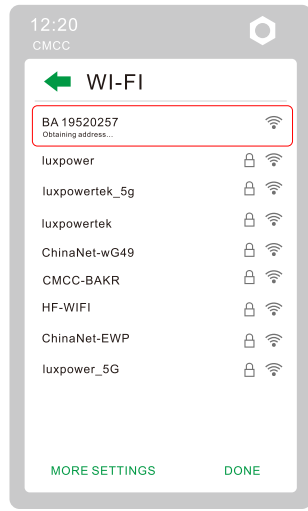 12:20
CMCC
WI-FI
BA 19520257
Obtaining address...
luxpower
luxpowertek_5g
luxpowertek
ChinaNet-wG49
CMCC-BAKR
HF-WIFI
ChinaNet-EWP
luxpower_5G
MORE SETTINGS DONE